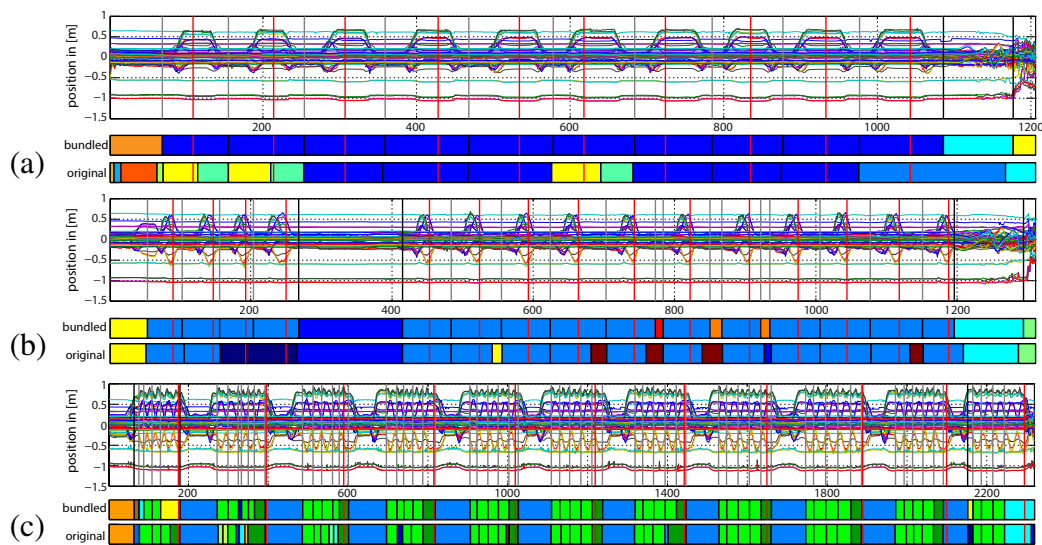 position in [m]
1
0.5
0
−0.5
−1
−1.5
200 400 600 800 1000 1200
(a)
bundled
original
position in [m]
1
0.5
0
−0.5
−1
−1.5
200 400 600 800 1000 1200
(b)
bundled
original
position in [m]
1
0.5
0
−0.5
−1
−1.5
200 600 1000 1400 1800 2200
(c)
bundled
original